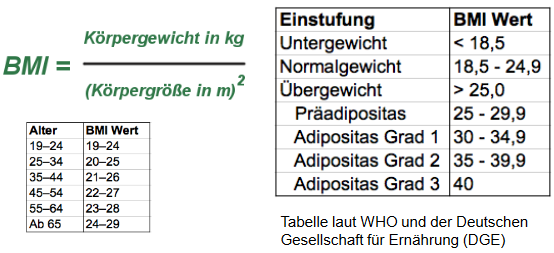 BMI = Körpergewicht in kg
(Körpergröße in m)2
Alter BMI Wert
19–24 19–24
25–34 20–25
35–44 21–26
45–54 22–27
55–64 23–28
Ab 65 24–29
Einstufung BMI Wert
Untergewicht < 18,5
Normalgewicht 18,5 - 24,9
Übergewicht > 25,0
Präadipositas 25 - 29,9
Adipositas Grad 1 30 - 34,9
Adipositas Grad 2 35 - 39,9
Adipositas Grad 3 40
Tabelle laut WHO und der Deutschen
Gesellschaft für Ernährung (DGE)